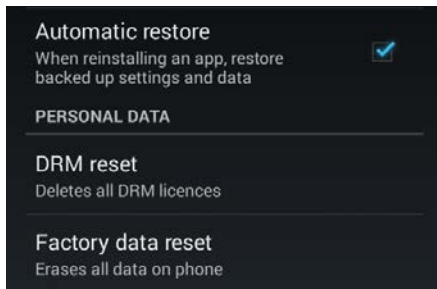 Automatic restore
When reinstalling an app, restore
backed up settings and data
PERSONAL DATA
DRM reset
Deletes all DRM licences
Factory data reset
Erases all data on phone